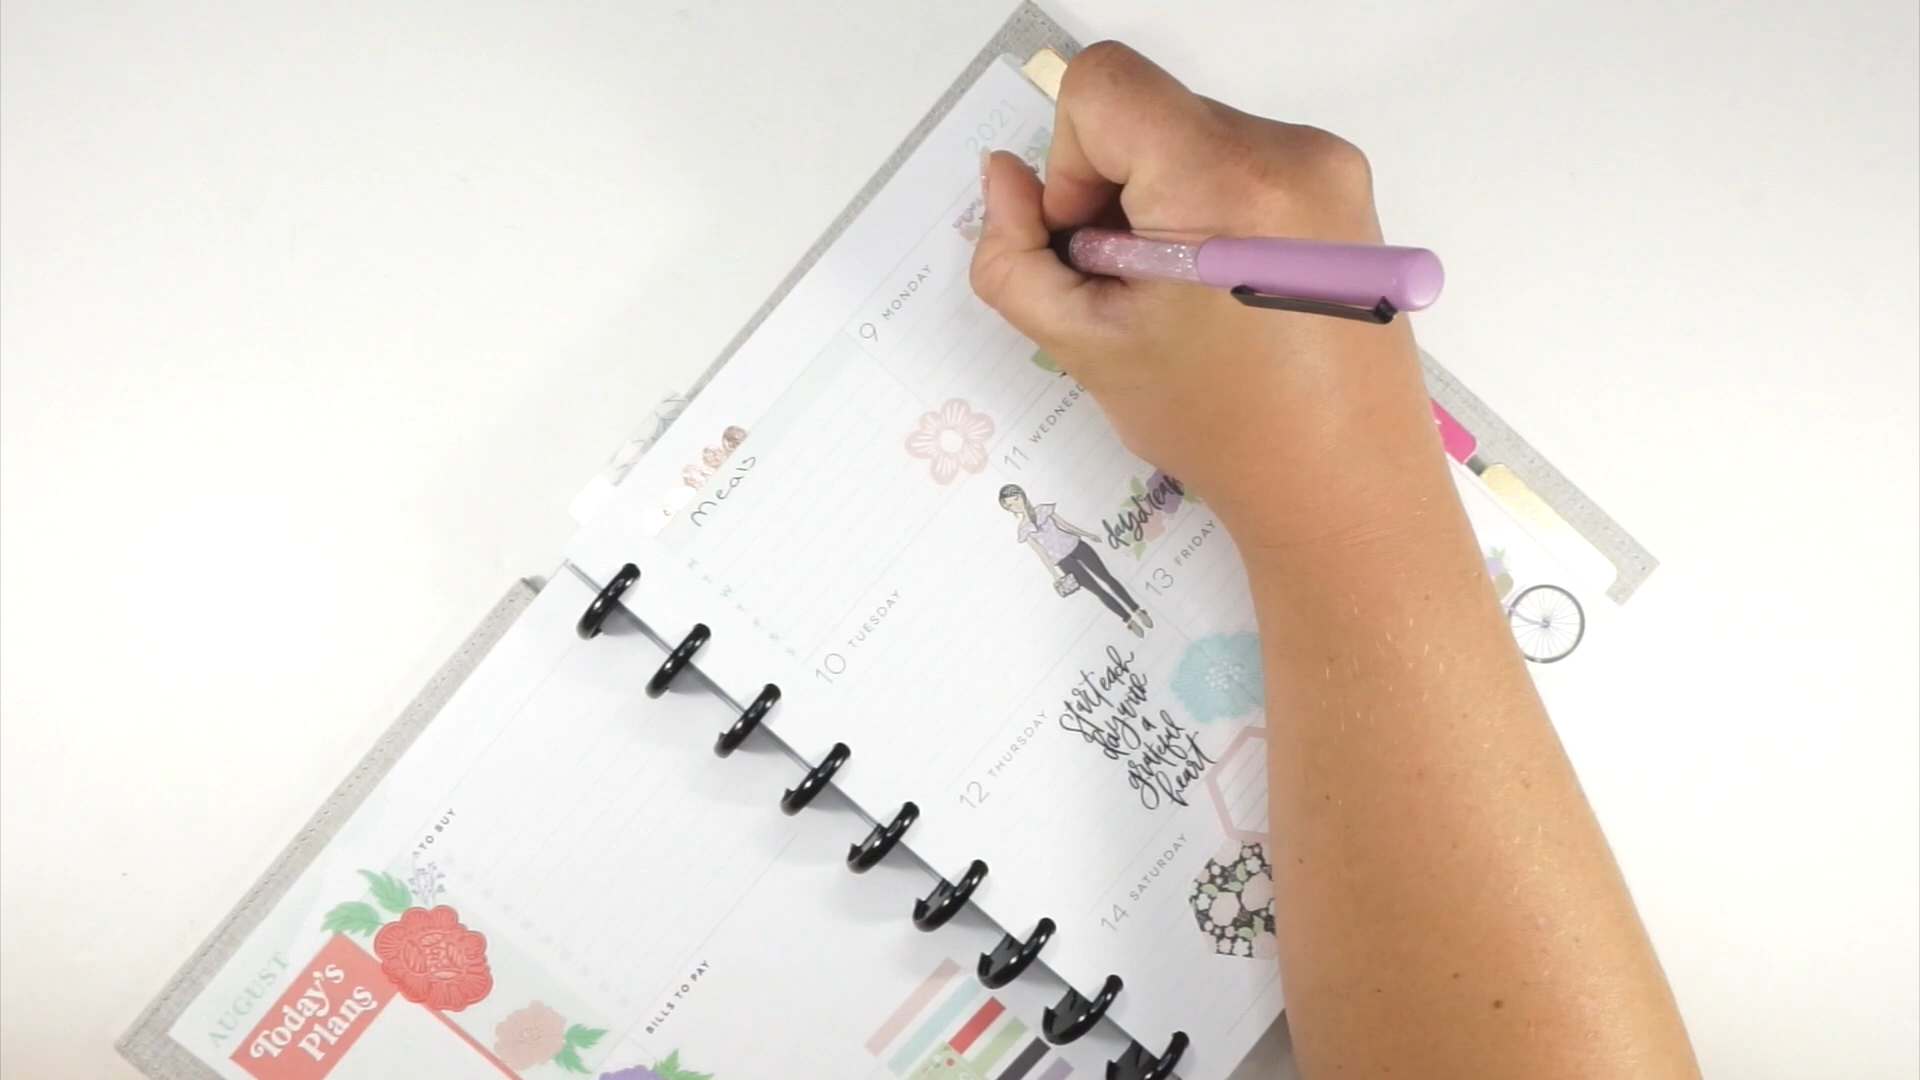 AUGUST
Today's
Plans
TO BUY
BILLS TO PAY
2021
Meals
M
T
W
T
F
S
S
9 MONDAY
10 TUESDAY
11
12 THURSDAY
13 FRIDAY
14 SATURDAY
Start each
day with
a
grateful
heart